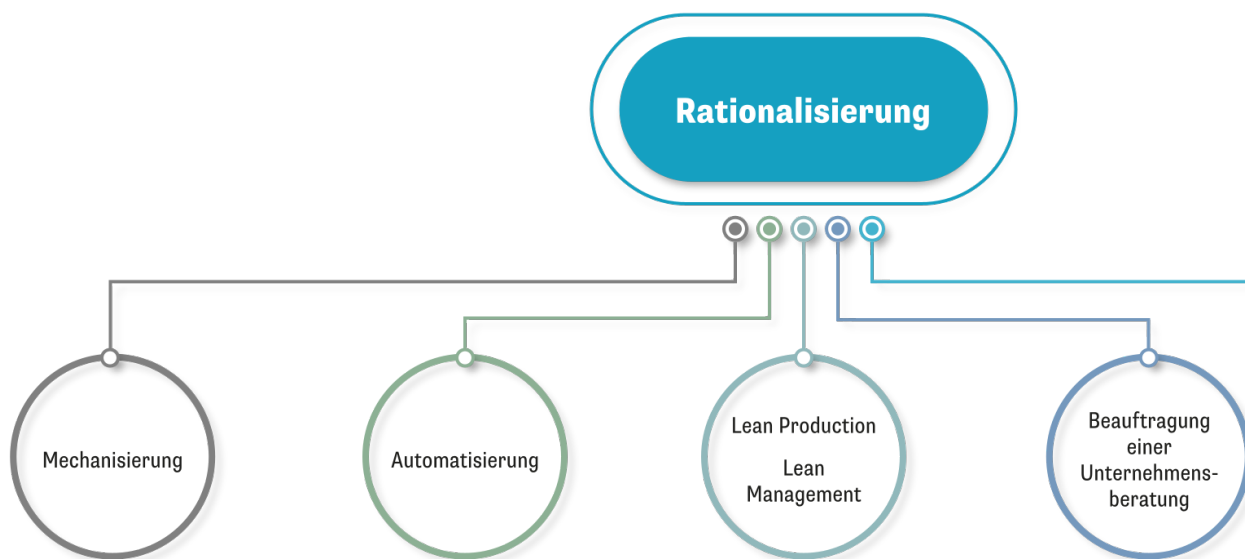 Rationalisierung
Mechanisierung
Automatisierung
Lean Production
Lean
Management
Beauftragung
einer
Unternehmens-
beratung